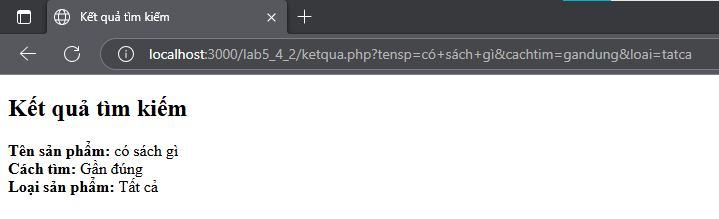 Kết quả tìm kiếm
localhost:3000/lab5_4_2/ketqua.php?tensp=có+sách+gì&cachtim=gandung&loai=tatca
Kết quả tìm kiếm
Tên sản phẩm: có sách gì
Cách tìm: Gần đúng
Loại sản phẩm: Tất cả